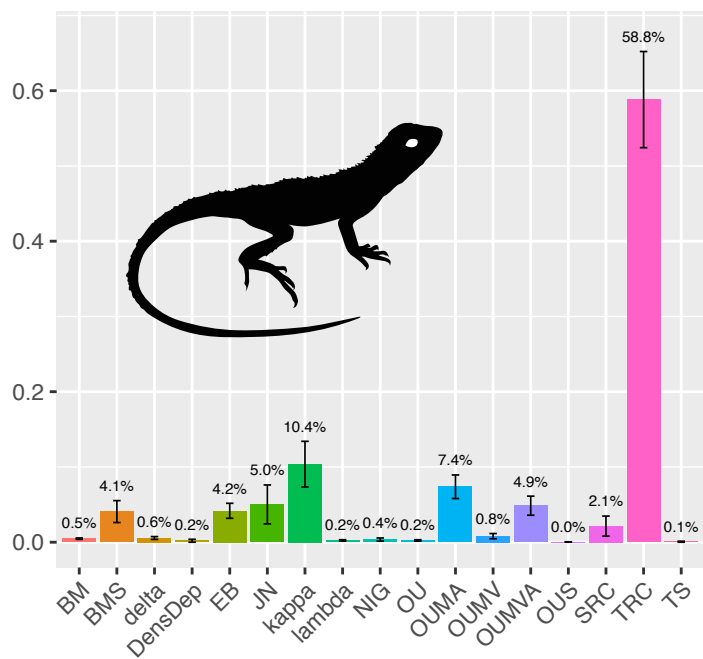 58.8%
0.6
0.4
0.2
10.4%
7.4%
0.5%
4.1%
0.6%
0.2%
4.2%
5.0%
0.2%
0.4%
0.2%
0.8%
4.9%
0.0%
2.1%
0.1%
0.0
BM
BMS
delta
DensDep
EB
JN
kappa
lambda
NIG
OU
OUMA
OUMV
OUMVA
OUS
SRC
TRC
TS